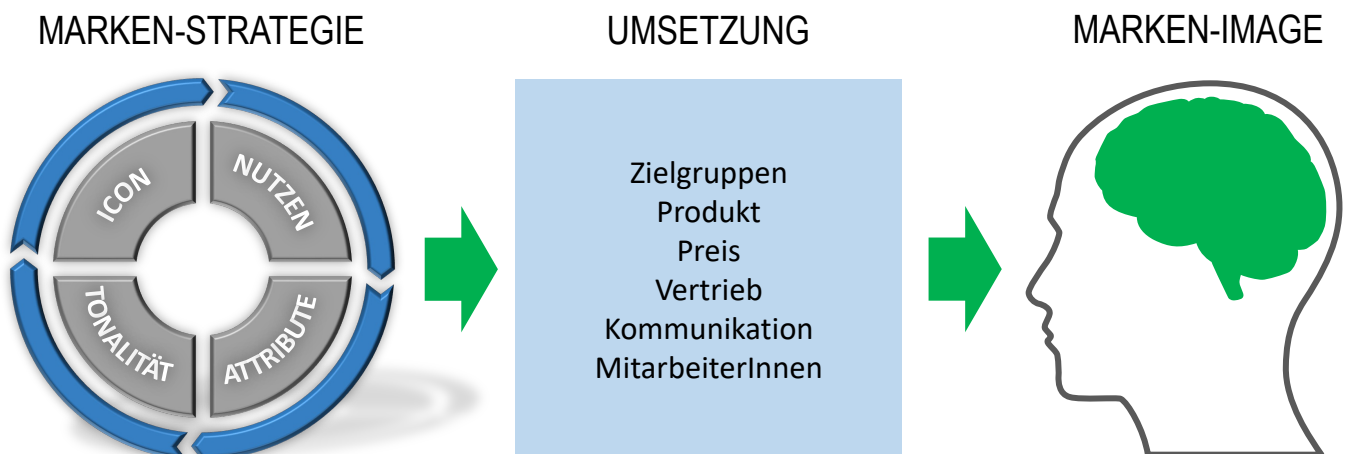 MARKEN-STRATEGIE
UMSETZUNG
MARKEN-IMAGE
ICON
NUTZEN
TONALITÄT
ATTRIBUTE
Zielgruppen
Produkt
Preis
Vertrieb
Kommunikation
MitarbeiterInnen